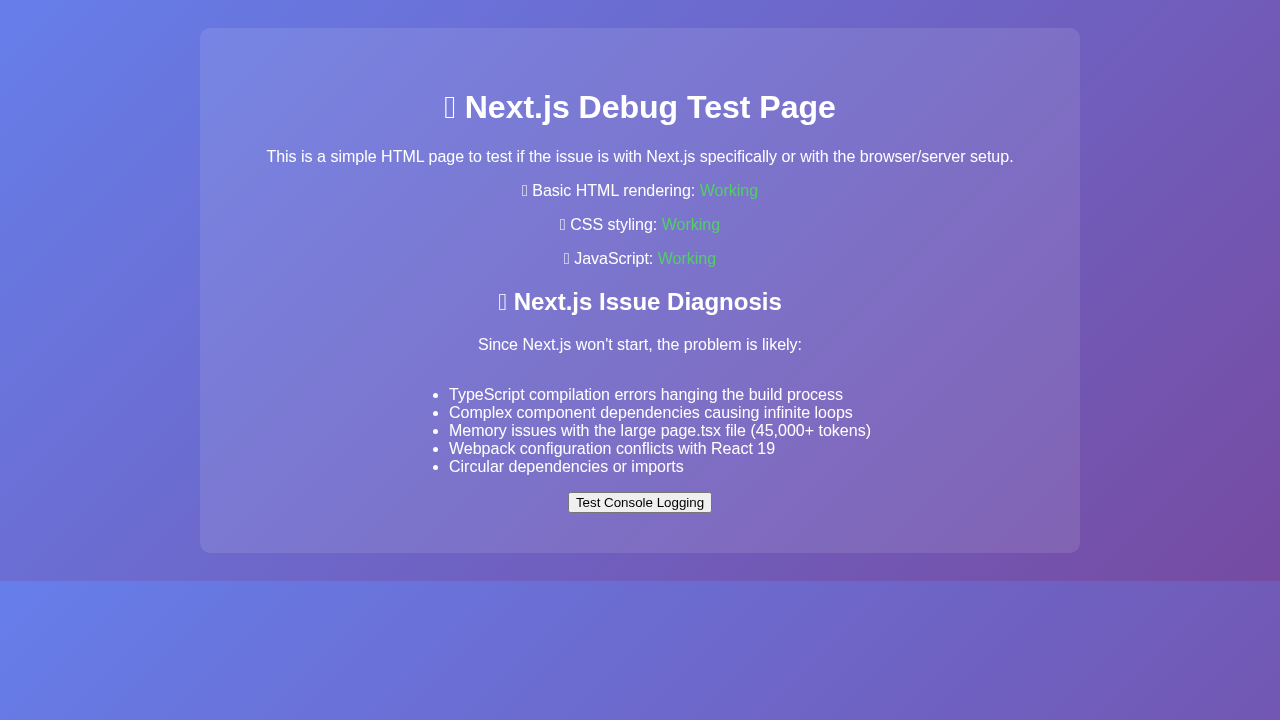 Next.js Debug Test Page
This is a simple HTML page to test if the issue is with Next.js specifically or with the browser/server setup.
Basic HTML rendering: Working
CSS styling: Working
JavaScript: Working
Next.js Issue Diagnosis
Since Next.js won't start, the problem is likely:
• TypeScript compilation errors hanging the build process
• Complex component dependencies causing infinite loops
• Memory issues with the large page.tsx file (45,000+ tokens)
• Webpack configuration conflicts with React 19
• Circular dependencies or imports
Test Console Logging